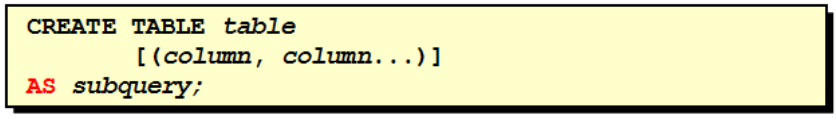 CREATE TABLE table
[(column, column...)]
AS subquery;